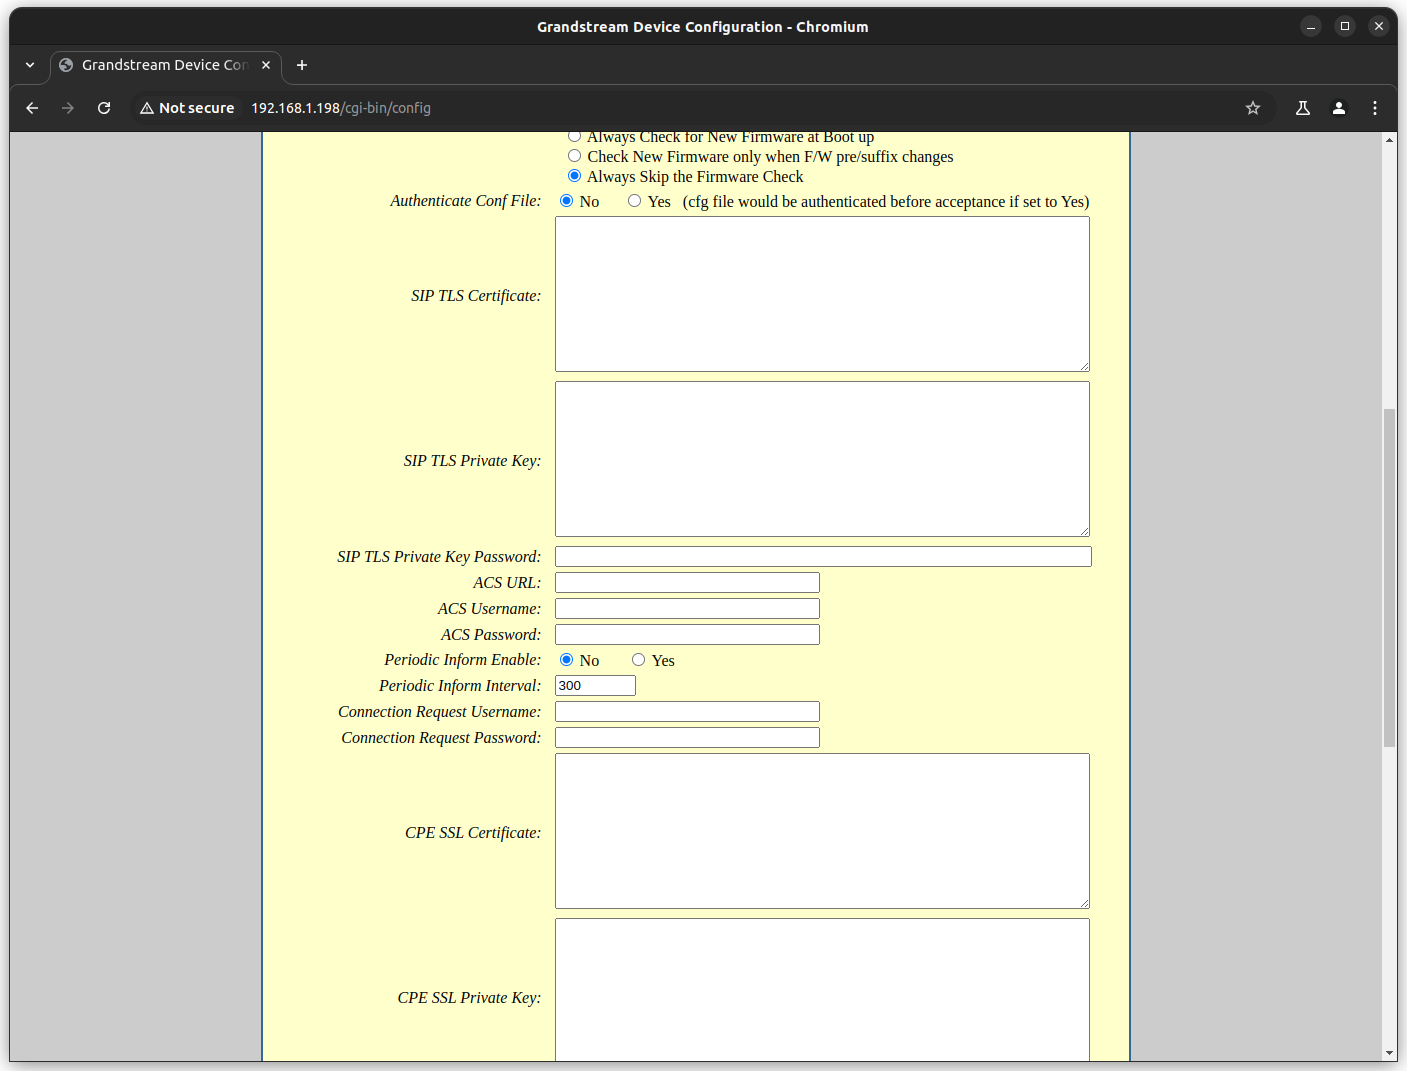 Grandstream Device Configuration - Chromium
Grandstream Device Con
Not secure 192.168.1.198/cgi-bin/config
Always Check for New Firmware at Boot up
Check New Firmware only when F/W pre/suffix changes
Always Skip the Firmware Check
Authenticate Conf File: No Yes (cfg file would be authenticated before acceptance if set to Yes)
SIP TLS Certificate:
SIP TLS Private Key:
SIP TLS Private Key Password:
ACS URL:
ACS Username:
ACS Password:
Periodic Inform Enable: No Yes
Periodic Inform Interval: 300
Connection Request Username:
Connection Request Password:
CPE SSL Certificate:
CPE SSL Private Key: